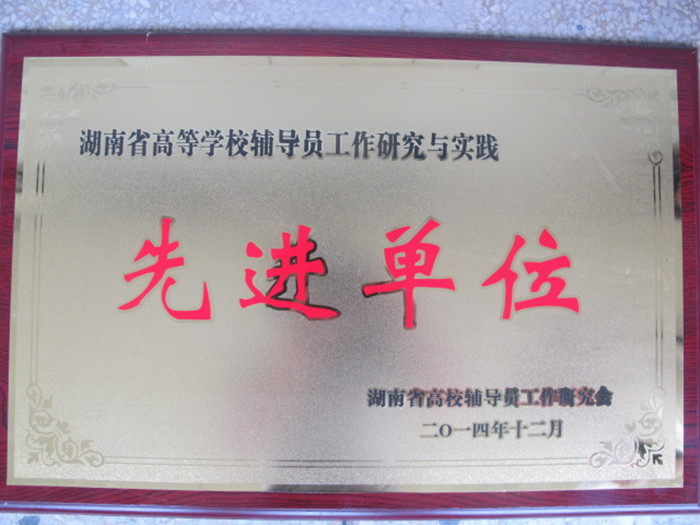 湖南省高等学校辅导员工作研究与实践
先进单位
湖南省高校辅导员工作研究会
二〇一四年十二月